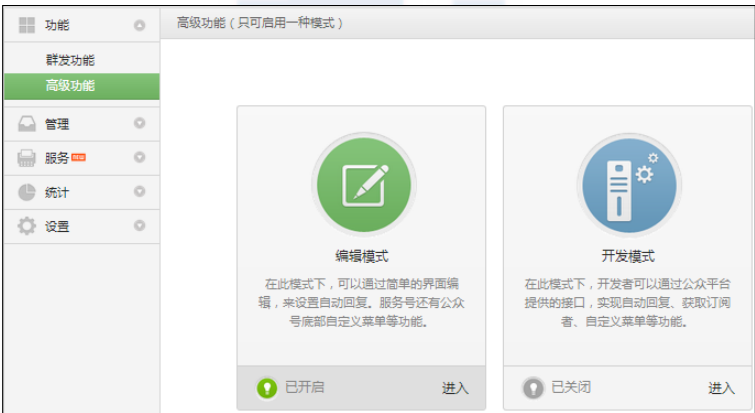 功能
高级功能(只可启用一种模式)
群发功能
高级功能
管理
服务
统计
设置
编辑模式
在此模式下,可以通过简单的界面编
辑,来设置自动回复。服务号还有公众
号底部自定义菜单等功能。
已开启
进入
开发模式
在此模式下,开发者可以通过公众平台
提供的接口,实现自动回复、获取订阅
者、自定义菜单等功能。
已关闭
进入